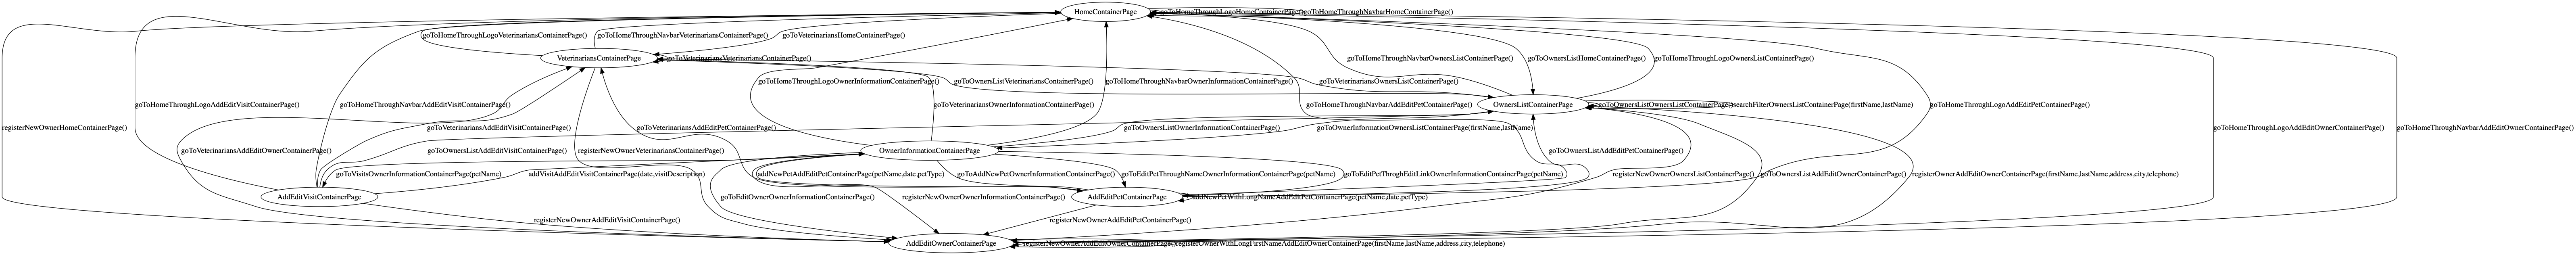 HomeContainerPage
goToHomeThroughLogoHomeContainerPage()
goToHomeThroughNavbarHomeContainerPage()
goToHomeThroughLogoVeterinariansContainerPage()
goToHomeThroughNavbarVeterinariansContainerPage()
goToVeterinariansHomeContainerPage()
VeterinariansContainerPage
goToVeterinariansVeterinariansContainerPage()
goToHomeThroughNavbarOwnersListContainerPage()
goToOwnersListHomeContainerPage()
goToHomeThroughLogoOwnersListContainerPage()
goToHomeThroughLogoOwnerInformationContainerPage()
goToOwnersListVeterinariansContainerPage()
goToHomeThroughNavbarOwnerInformationContainerPage()
goToVeterinariansOwnersListContainerPage()
goToHomeThroughLogoAddEditVisitContainerPage()
goToHomeThroughNavbarAddEditVisitContainerPage()
goToVeterinariansOwnerInformationContainerPage()
goToHomeThroughNavbarAddEditPetContainerPage()
OwnersListContainerPage
goToOwnersListOwnersListContainerPage()
searchFilterOwnersListContainerPage(firstName,lastName)
goToHomeThroughLogoAddEditPetContainerPage()
registerNewOwnerHomeContainerPage()
goToVeterinariansAddEditVisitContainerPage()
goToVeterinariansAddEditPetContainerPage()
goToOwnersListOwnerInformationContainerPage()
goToOwnerInformationOwnersListContainerPage(firstName,lastName)
goToHomeThroughLogoAddEditOwnerContainerPage()
goToHomeThroughNavbarAddEditOwnerContainerPage()
goToVeterinariansAddEditOwnerContainerPage()
goToOwnersListAddEditVisitContainerPage()
registerNewOwnerVeterinariansContainerPage()
OwnerInformationContainerPage
goToOwnersListAddEditPetContainerPage()
goToVisitsOwnerInformationContainerPage(petName)
addVisitAddEditVisitContainerPage(date,visitDescription)
addNewPetAddEditPetContainerPage(petName,date,petType)
goToAddNewPetOwnerInformationContainerPage()
goToEditPetThroughNameOwnerInformationContainerPage(petName)
goToEditPetThroghEditLinkOwnerInformationContainerPage(petName)
registerNewOwnerOwnersListContainerPage()
goToOwnersListAddEditOwnerContainerPage()
registerOwnerAddEditOwnerContainerPage(firstName,lastName,address,city,telephone)
AddEditVisitContainerPage
goToEditOwnerOwnerInformationContainerPage()
registerNewOwnerOwnerInformationContainerPage()
AddEditPetContainerPage
addNewPetWithLongNameAddEditPetContainerPage(petName,date,petType)
registerNewOwnerAddEditVisitContainerPage()
registerNewOwnerAddEditPetContainerPage()
AddEditOwnerContainerPage
registerNewOwnerAddEditOwnerContainerPage()
registerOwnerWithLongFirstNameAddEditOwnerContainerPage(firstName,lastName,address,city,telephone)